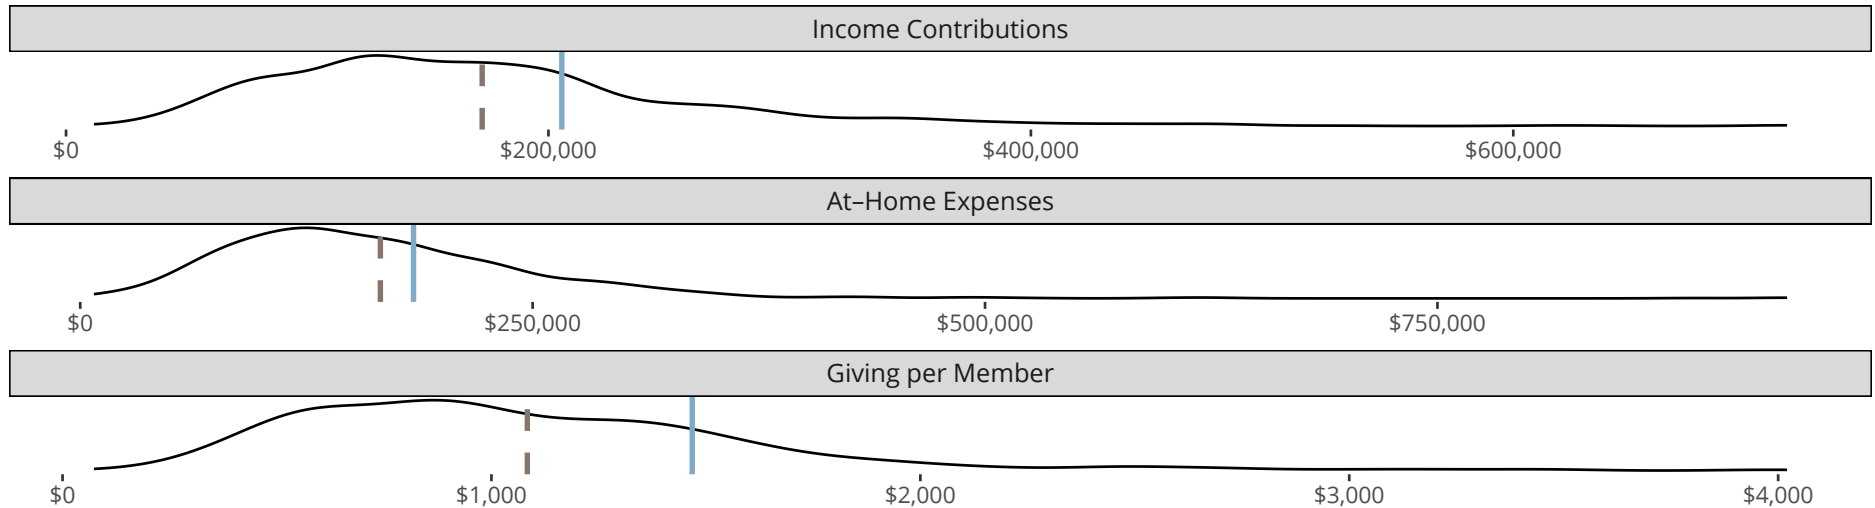 Income Contributions
$0 $200,000 $400,000 $600,000
At–Home Expenses
$0 $250,000 $500,000 $750,000
Giving per Member
$0 $1,000 $2,000 $3,000 $4,000